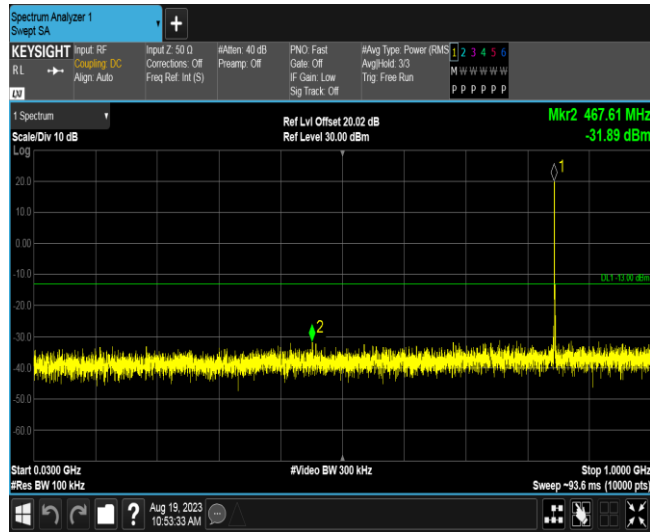 Spectrum Analyzer 1
Swept SA
KEYSIGHT
RL
LXI
Input: RF
Coupling: DC
Align: Auto
Input Z: 50 Ω
Corrections: Off
Freq Ref: Int (S)
#Atten: 40 dB
Preamp: Off
PNO: Fast
Gate: Off
IF Gain: Low
Sig Track: Off
#Avg Type: Power (RMS
Avg|Hold: 3/3
Trig: Free Run
1 2 3 4 5 6
M W W W W W
P P P P P P
1 Spectrum
Scale/Div 10 dB
Log
Ref Lvl Offset 20.02 dB
Ref Level 30.00 dBm
Mkr2 467.61 MHz
-31.89 dBm
1
20.0
10.0
0.00
-10.0
DL1 -13.00 dBm
-20.0
2
-30.0
-40.0
-50.0
-60.0
Start 0.0300 GHz
#Res BW 100 kHz
#Video BW 300 kHz
Stop 1.0000 GHz
Sweep ~93.6 ms (10000 pts)
?
Aug 19, 2023
10:53:33 AM